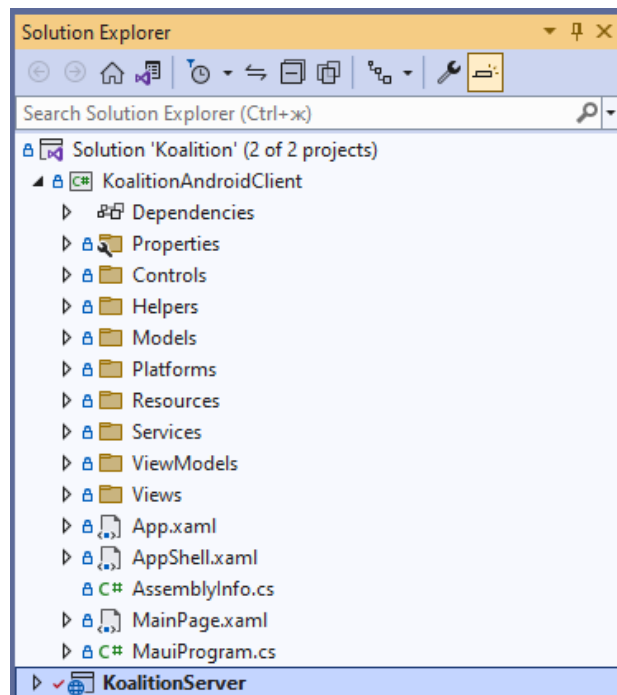 Solution Explorer
Search Solution Explorer (Ctrl+ж)
Solution 'Koalition' (2 of 2 projects)
C# KoalitionAndroidClient
Dependencies
Properties
Controls
Helpers
Models
Platforms
Resources
Services
ViewModels
Views
App.xaml
AppShell.xaml
C# AssemblyInfo.cs
MainPage.xaml
C# MauiProgram.cs
KoalitionServer